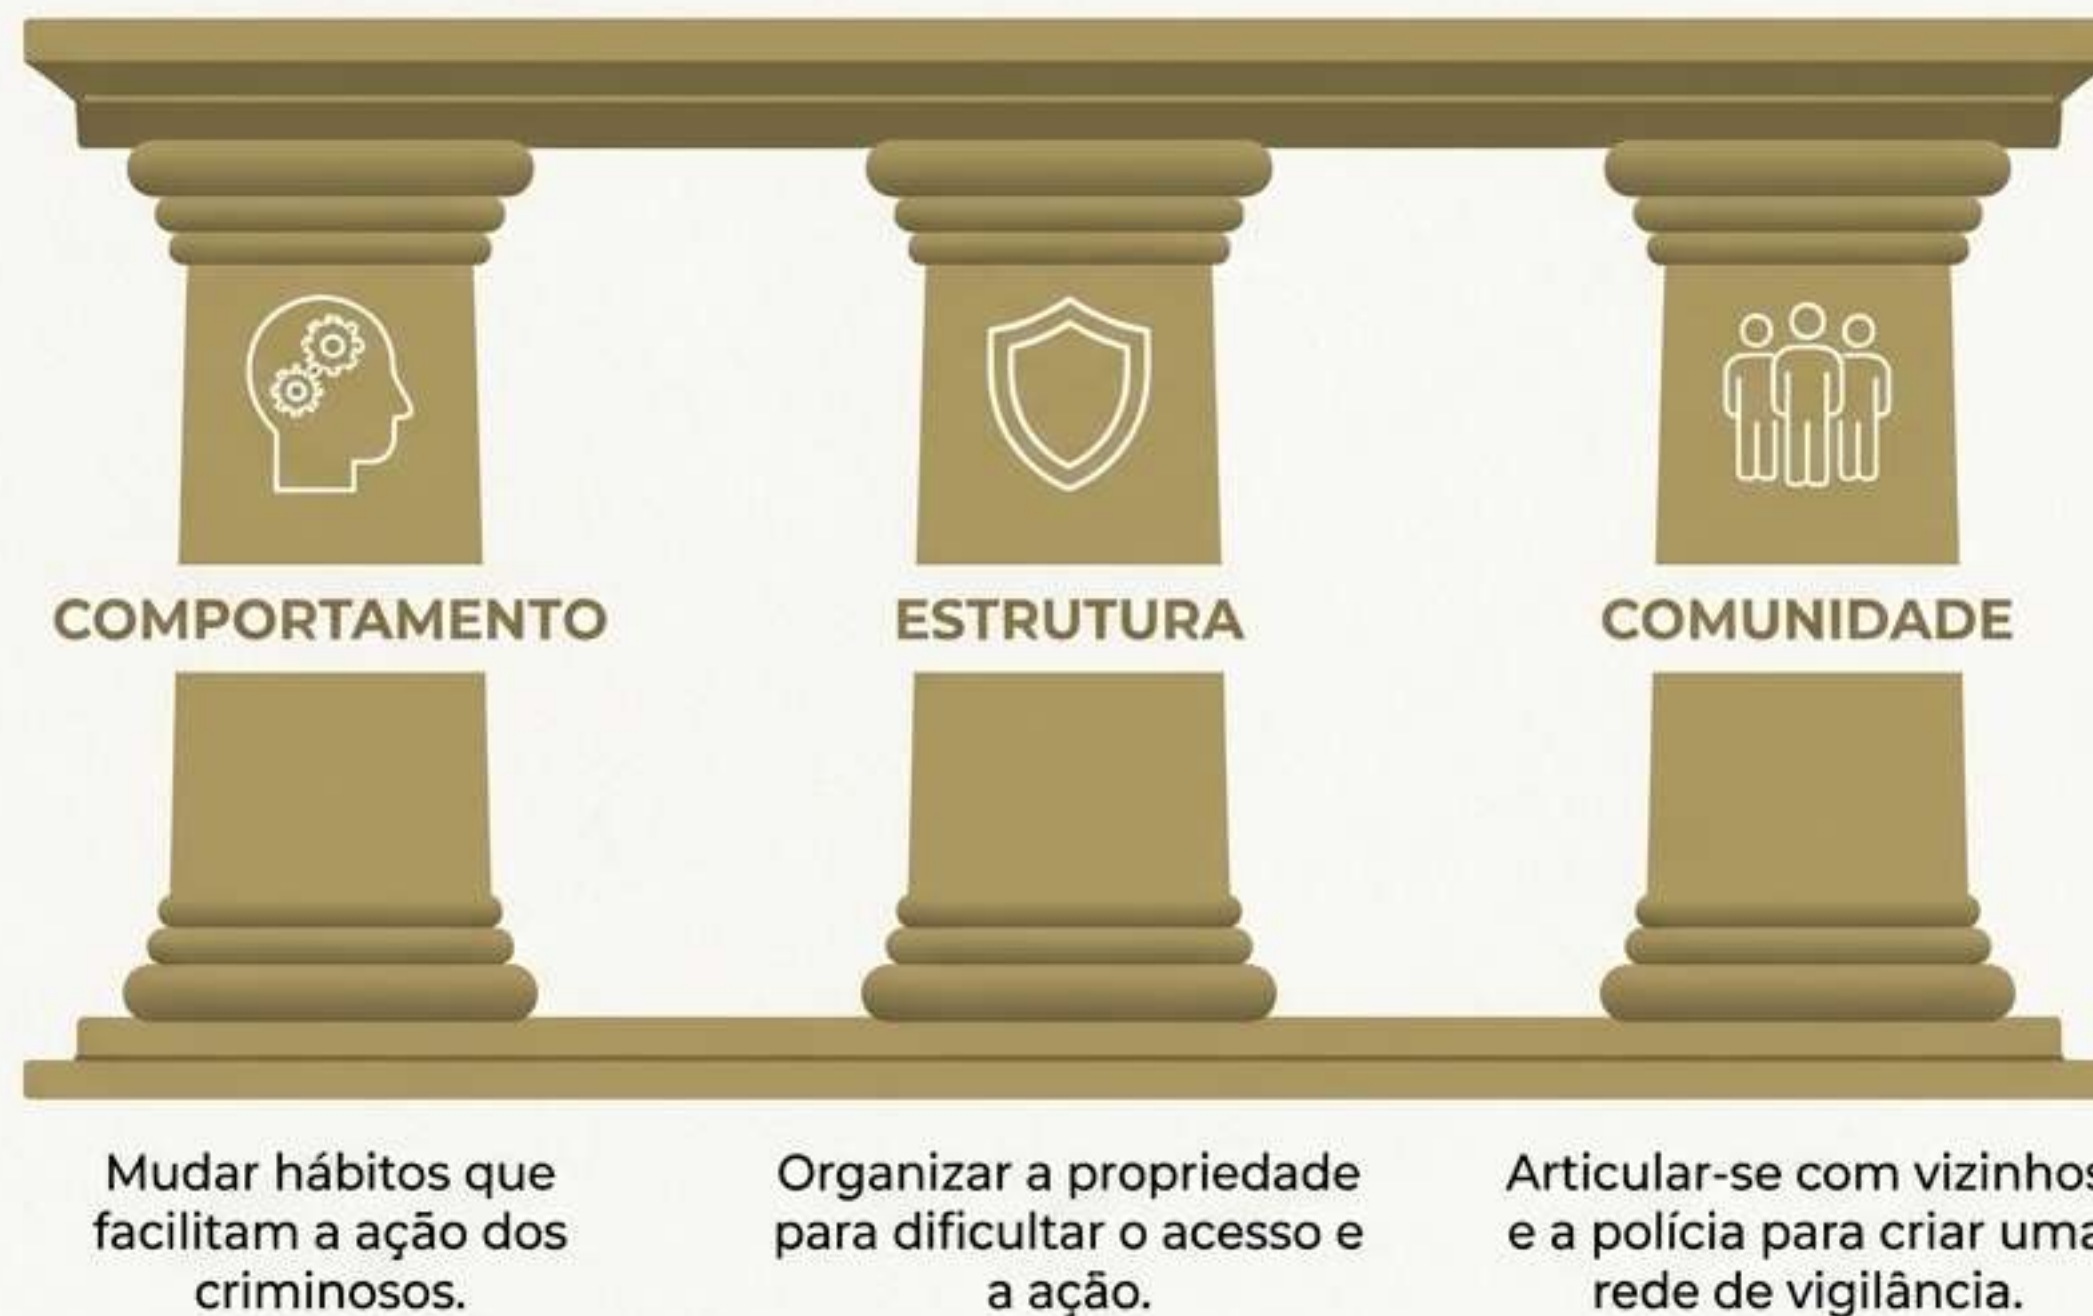 COMPORTAMENTO
ESTRUTURA
COMUNIDADE
Mudar hábitos que
facilitam a ação dos
criminosos.
Organizar a propriedade
para dificultar o acesso e
a ação.
Articular-se com vizinhos
e a polícia para criar uma
rede de vigilância.